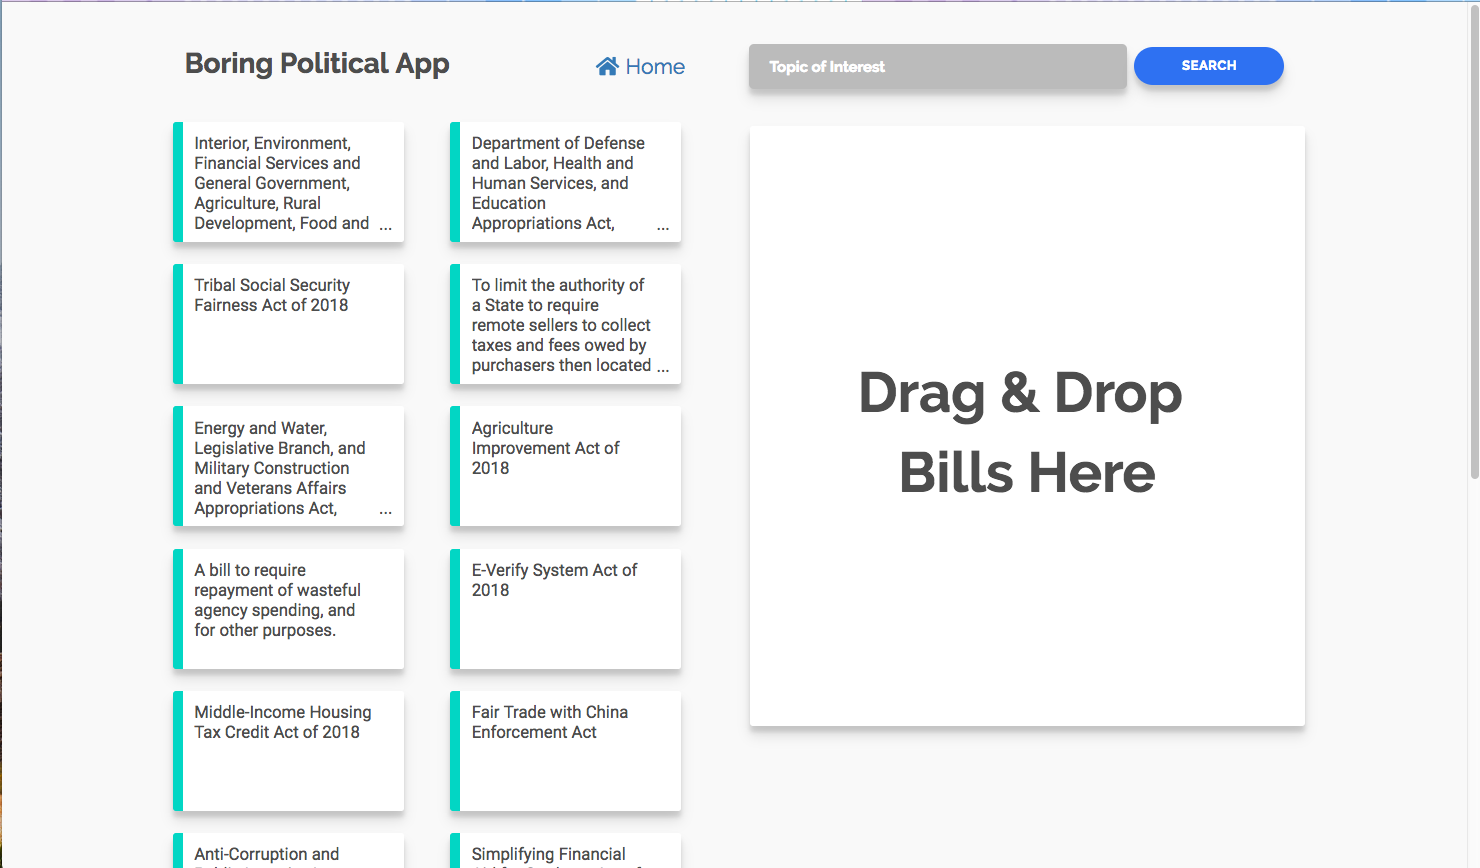 Boring Political App
Home
Topic of Interest
SEARCH
Interior, Environment,
Financial Services and
General Government,
Agriculture, Rural
Development, Food and ...
Department of Defense
and Labor, Health and
Human Services, and
Education
Appropriations Act, ...
Tribal Social Security
Fairness Act of 2018
To limit the authority of
a State to require
remote sellers to collect
taxes and fees owed by
purchasers then located ...
Energy and Water,
Legislative Branch, and
Military Construction
and Veterans Affairs
Appropriations Act, ...
Agriculture
Improvement Act of
2018
A bill to require
repayment of wasteful
agency spending, and
for other purposes.
E-Verify System Act of
2018
Middle-Income Housing
Tax Credit Act of 2018
Fair Trade with China
Enforcement Act
Anti-Corruption and
Simplifying Financial
Drag & Drop
Bills Here